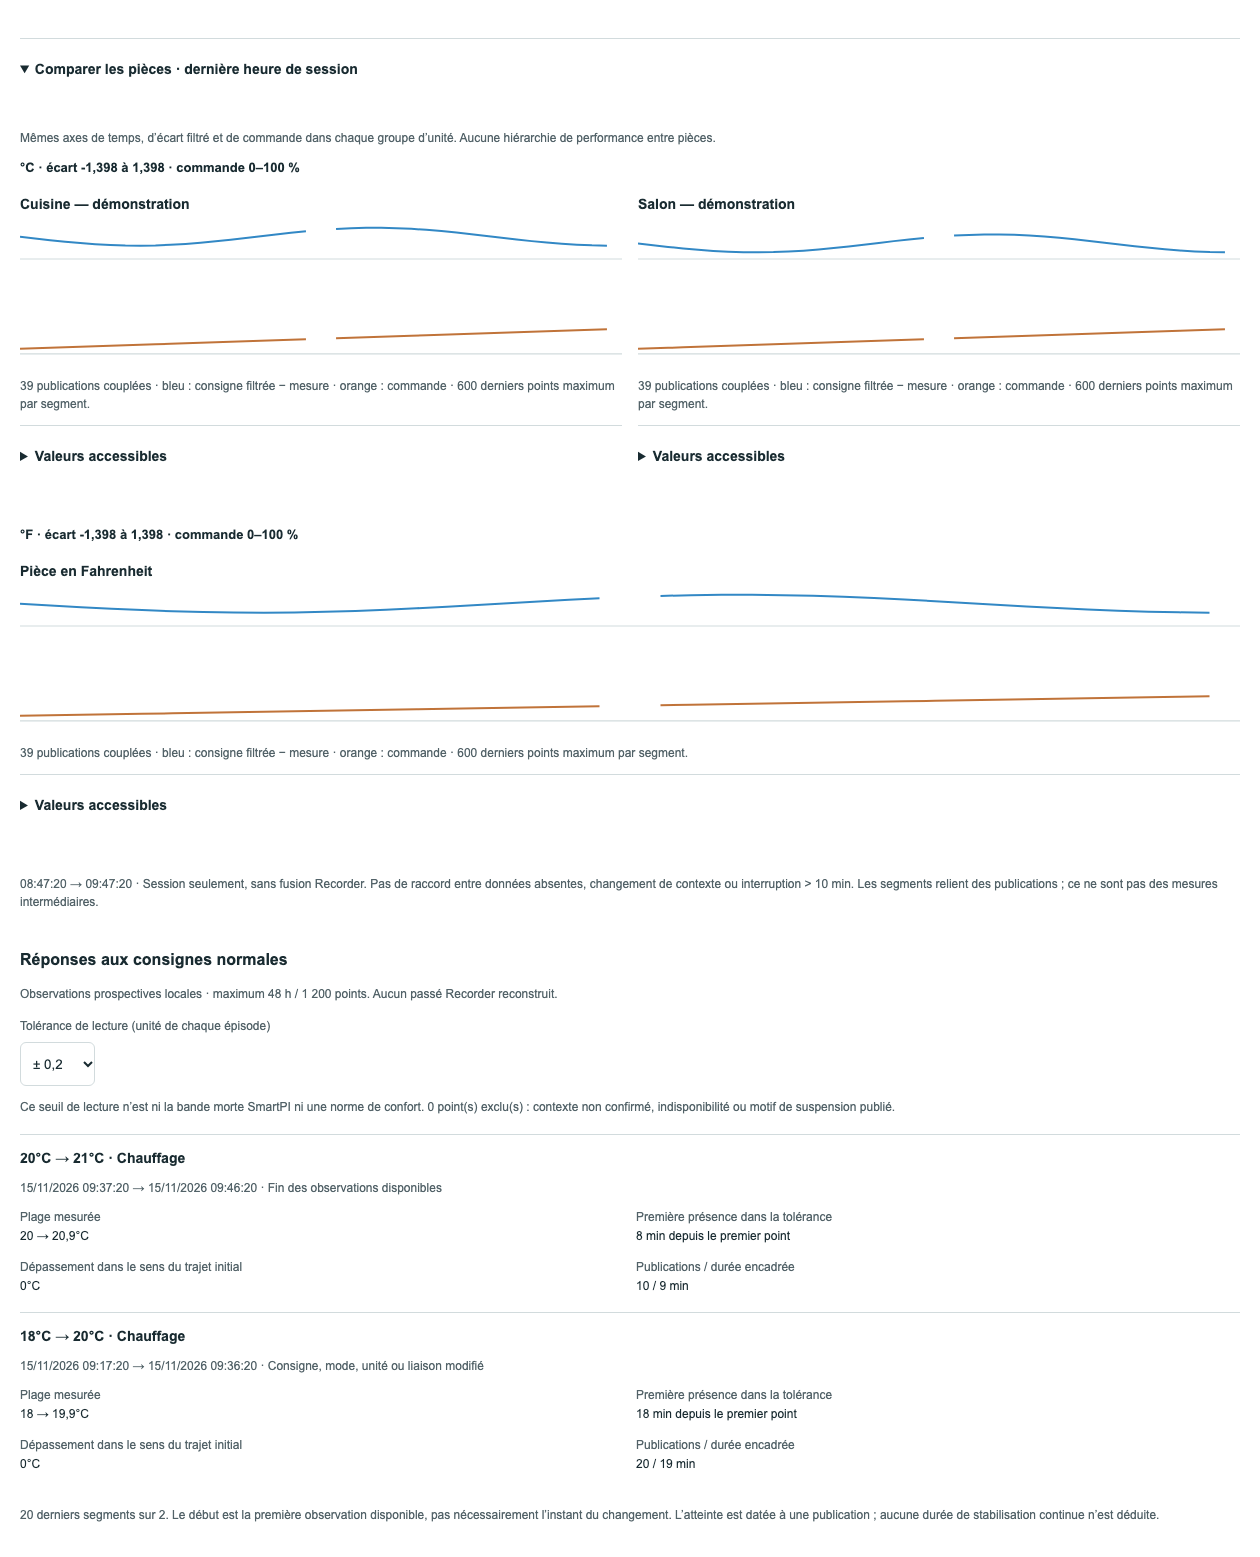 Comparer les pièces · dernière heure de session
Mêmes axes de temps, d’écart filtré et de commande dans chaque groupe d’unité. Aucune hiérarchie de performance entre pièces.
°C · écart -1,398 à 1,398 · commande 0–100 %
Cuisine — démonstration
39 publications couplées · bleu : consigne filtrée − mesure · orange : commande · 600 derniers points maximum
par segment.
Valeurs accessibles
Salon — démonstration
39 publications couplées · bleu : consigne filtrée − mesure · orange : commande · 600 derniers points maximum
par segment.
Valeurs accessibles
°F · écart -1,398 à 1,398 · commande 0–100 %
Pièce en Fahrenheit
39 publications couplées · bleu : consigne filtrée − mesure · orange : commande · 600 derniers points maximum par segment.
Valeurs accessibles
08:47:20 → 09:47:20 · Session seulement, sans fusion Recorder. Pas de raccord entre données absentes, changement de contexte ou interruption > 10 min. Les segments relient des publications ; ce ne sont pas des mesures
intermédiaires.
Réponses aux consignes normales
Observations prospectives locales · maximum 48 h / 1 200 points. Aucun passé Recorder reconstruit.
Tolérance de lecture (unité de chaque épisode)
± 0,2
Ce seuil de lecture n’est ni la bande morte SmartPI ni une norme de confort. 0 point(s) exclu(s) : contexte non confirmé, indisponibilité ou motif de suspension publié.
20°C → 21°C · Chauffage
15/11/2026 09:37:20 → 15/11/2026 09:46:20 · Fin des observations disponibles
Plage mesurée
20 → 20,9°C
Première présence dans la tolérance
8 min depuis le premier point
Dépassement dans le sens du trajet initial
0°C
Publications / durée encadrée
10 / 9 min
18°C → 20°C · Chauffage
15/11/2026 09:17:20 → 15/11/2026 09:36:20 · Consigne, mode, unité ou liaison modifié
Plage mesurée
18 → 19,9°C
Première présence dans la tolérance
18 min depuis le premier point
Dépassement dans le sens du trajet initial
0°C
Publications / durée encadrée
20 / 19 min
20 derniers segments sur 2. Le début est la première observation disponible, pas nécessairement l’instant du changement. L’atteinte est datée à une publication ; aucune durée de stabilisation continue n’est déduite.